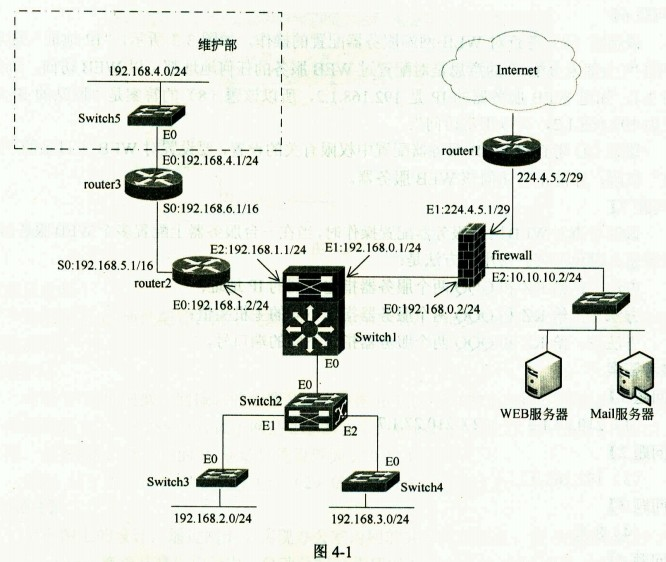 维护部
192.168.4.0/24
Switch5
E0
E0:192.168.4.1/24
router3
S0:192.168.6.1/16
S0:192.168.5.1/16
router2
E0:192.168.1.2/24
E2:192.168.1.1/24
E1:192.168.0.1/24
E0:192.168.0.2/24
Switch1
E0
Internet
router1
224.4.5.2/29
E1:224.4.5.1/29
firewall
E2:10.10.10.2/24
WEB服务器
Mail服务器
E0
Switch2
E1
E2
E0
Switch3
192.168.2.0/24
E0
Switch4
192.168.3.0/24
图 4-1